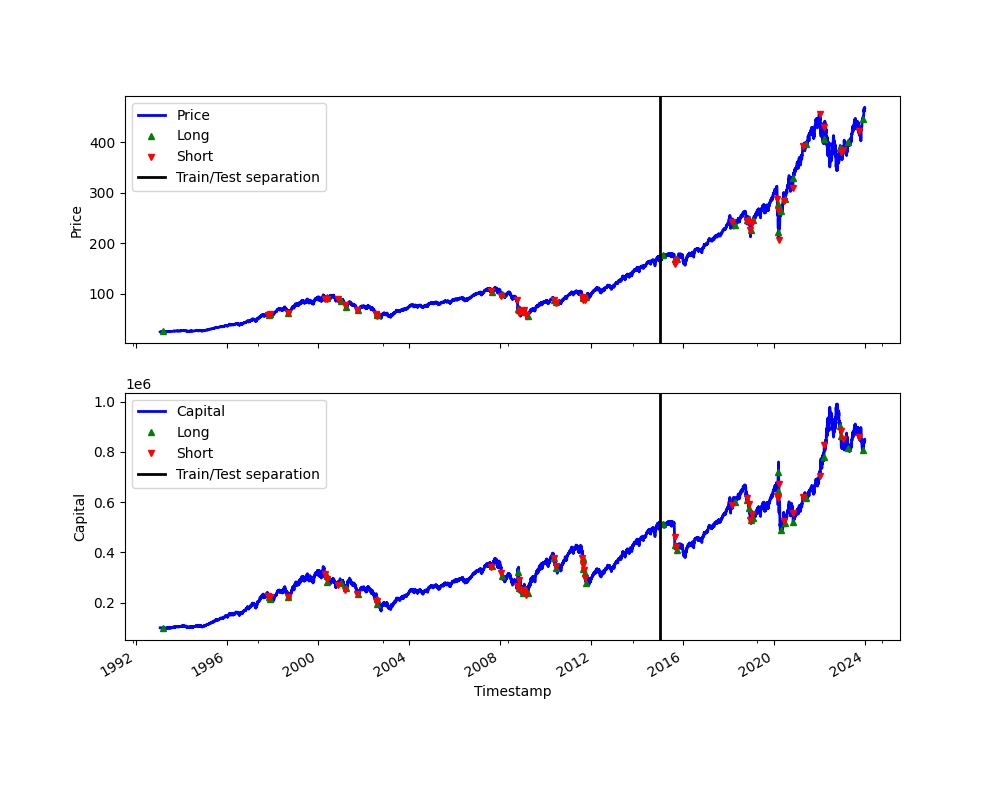 Price
Long
Short
Train/Test separation
400
300
200
100
Price
1e6
Capital
Long
Short
Train/Test separation
1.0
0.8
0.6
0.4
0.2
Capital
1992
1996
2000
2004
2008
2012
2016
2020
2024
Timestamp